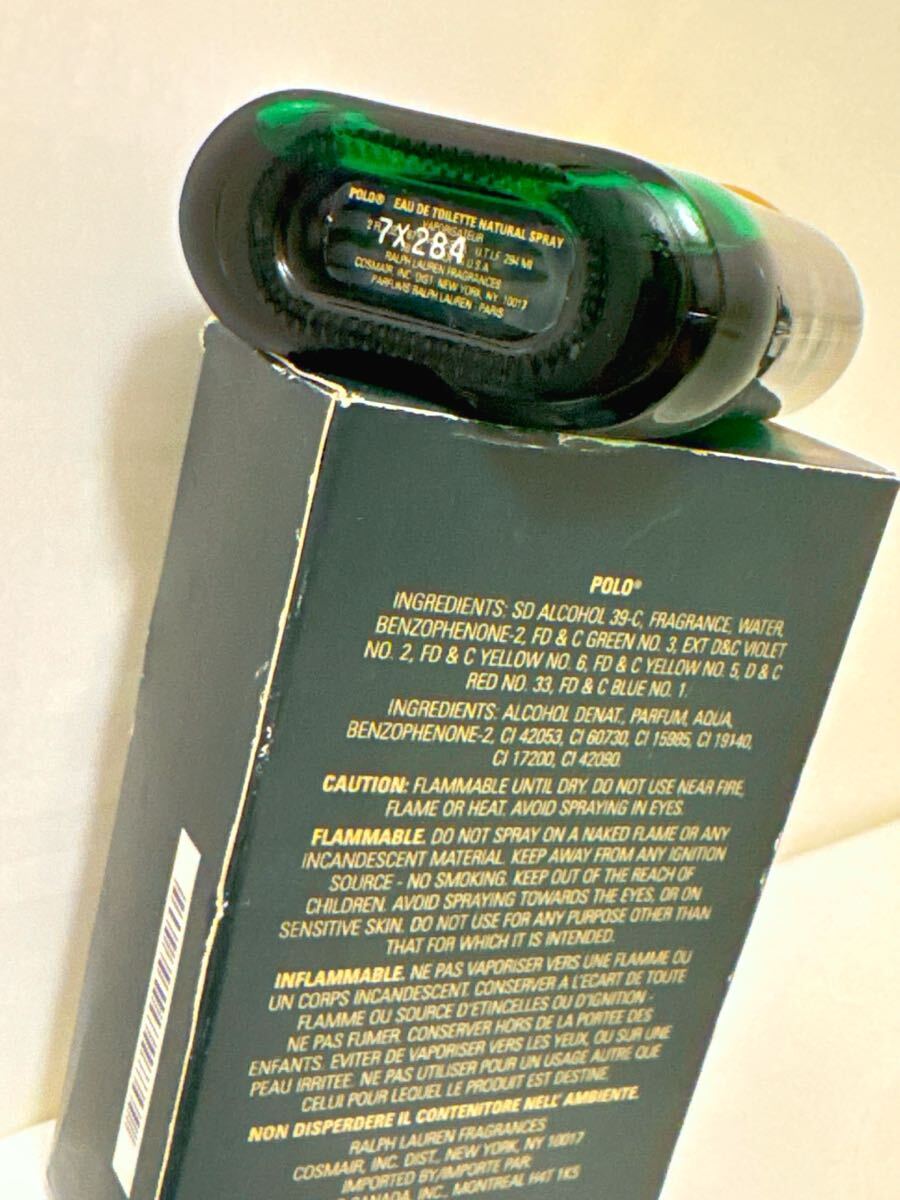 POLO® EAU DE TOILETTE NATURAL SPRAY
VAPORISATEUR
7X284
U.T.I.F. 294 Ml
U.S.A.
RALPH LAUREN FRAGRANCES
COSMAIR, INC. DIST. NEW YORK, NY. 10017
PARFUMS RALPH LAUREN - PARIS
POLO®
INGREDIENTS: SD ALCOHOL 39-C, FRAGRANCE, WATER,
BENZOPHENONE-2, FD & C GREEN NO. 3, EXT D&C VIOLET
NO. 2, FD & C YELLOW NO. 6, FD & C YELLOW NO. 5, D & C
RED NO. 33, FD & C BLUE NO. 1.
INGREDIENTS: ALCOHOL DENAT., PARFUM, AQUA,
BENZOPHENONE-2, CI 42053, CI 60730, CI 15985, CI 19140,
CI 17200, CI 42090.
CAUTION: FLAMMABLE UNTIL DRY. DO NOT USE NEAR FIRE,
FLAME OR HEAT. AVOID SPRAYING IN EYES.
FLAMMABLE. DO NOT SPRAY ON A NAKED FLAME OR ANY
INCANDESCENT MATERIAL. KEEP AWAY FROM ANY IGNITION
SOURCE - NO SMOKING. KEEP OUT OF THE REACH OF
CHILDREN. AVOID SPRAYING TOWARDS THE EYES, OR ON
SENSITIVE SKIN. DO NOT USE FOR ANY PURPOSE OTHER THAN
THAT FOR WHICH IT IS INTENDED.
INFLAMMABLE. NE PAS VAPORISER VERS UNE FLAMME OU
UN CORPS INCANDESCENT. CONSERVER A L'ECART DE TOUTE
FLAMME OU SOURCE D'ETINCELLES OU D'IGNITION -
NE PAS FUMER. CONSERVER HORS DE LA PORTEE DES
ENFANTS. EVITER DE VAPORISER VERS LES YEUX, OU SUR UNE
PEAU IRRITEE. NE PAS UTILISER POUR UN USAGE AUTRE QUE
CELUI POUR LEQUEL LE PRODUIT EST DESTINE.
NON DISPERDERE IL CONTENITORE NELL' AMBIENTE.
RALPH LAUREN FRAGRANCES
COSMAIR, INC. DIST., NEW YORK, NY 10017
IMPORTED BY/IMPORTE PAR:
CANADA, INC., MONTREAL H4T 1K5